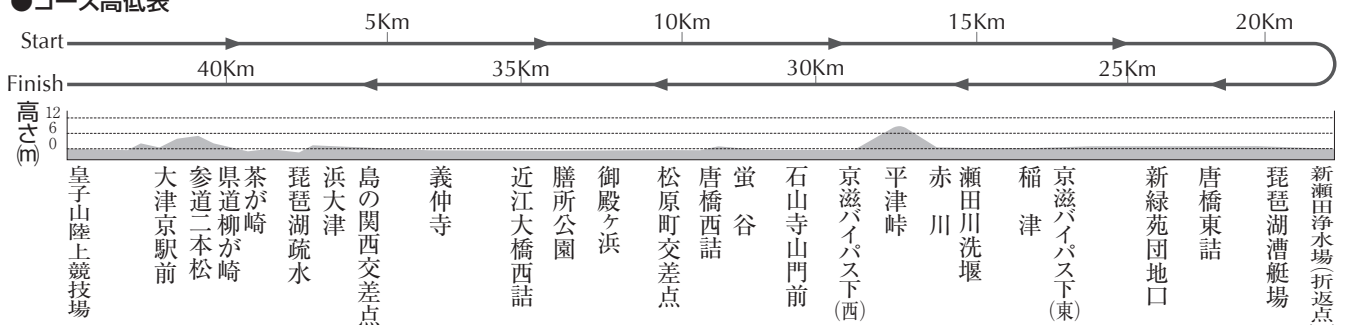 ●コース高低表
5Km 10Km 15Km 20Km
Start
40Km 35Km 30Km 25Km
Finish
高さ(m)
12
6
0
皇子山陸上競技場
大津京駅前
参道二本松
県道柳が崎
茶が崎
琵琶湖疏水
浜大津
島の関西交差点
義仲寺
近江大橋西詰
膳所公園
御殿ヶ浜
松原町交差点
唐橋西詰
蛍谷
石山寺山門前
京滋バイパス下(西)
平津峠
赤川
瀬田川洗堰
稲津
京滋バイパス下(東)
新緑苑団地口
唐橋東詰
琵琶湖漕艇場
新瀬田浄水場(折返点)